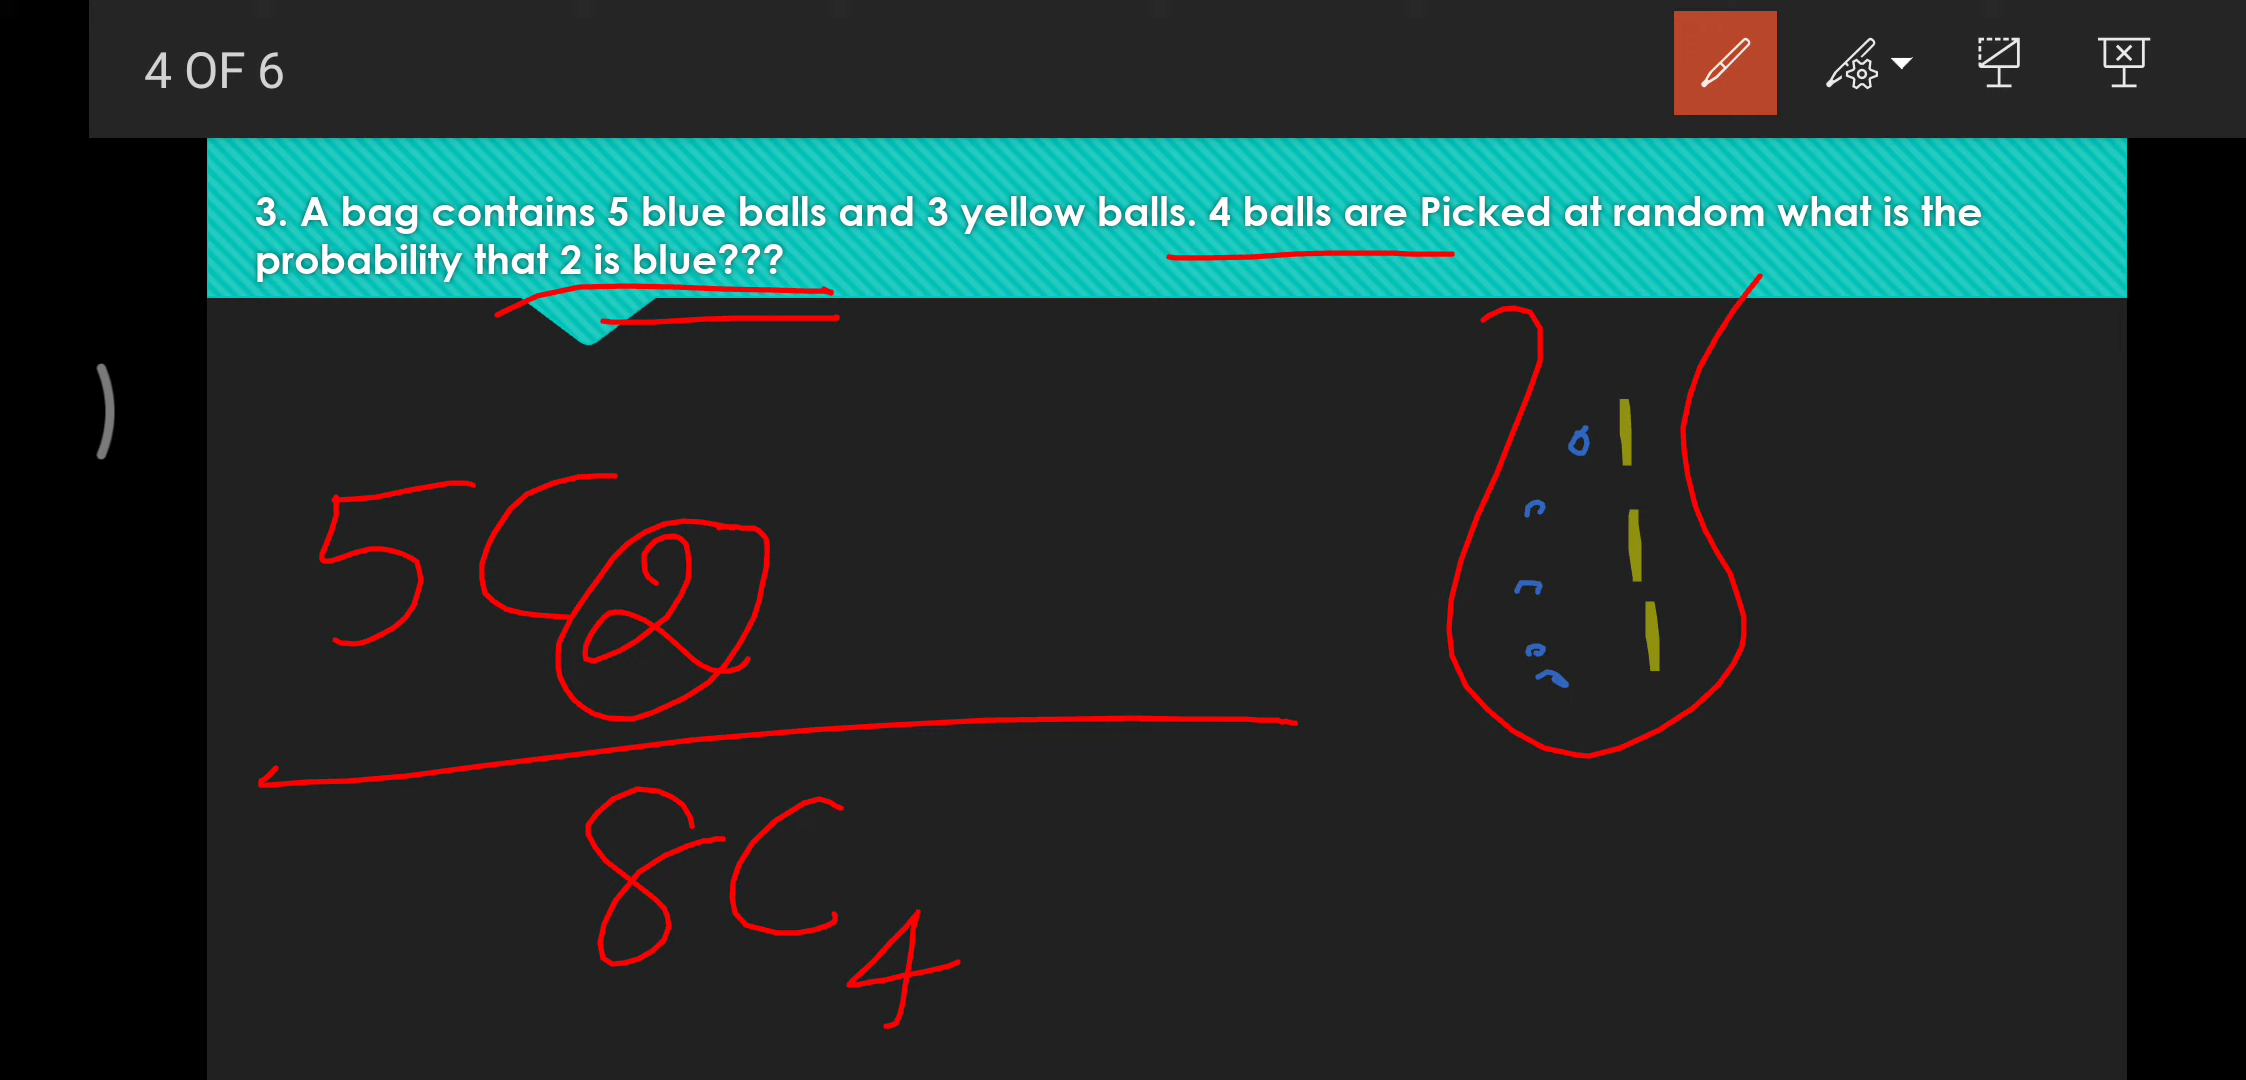 4 OF 6
3. A bag contains 5 blue balls and 3 yellow balls. 4 balls are Picked at random what is the
probability that 2 is blue???
5C2
8C4